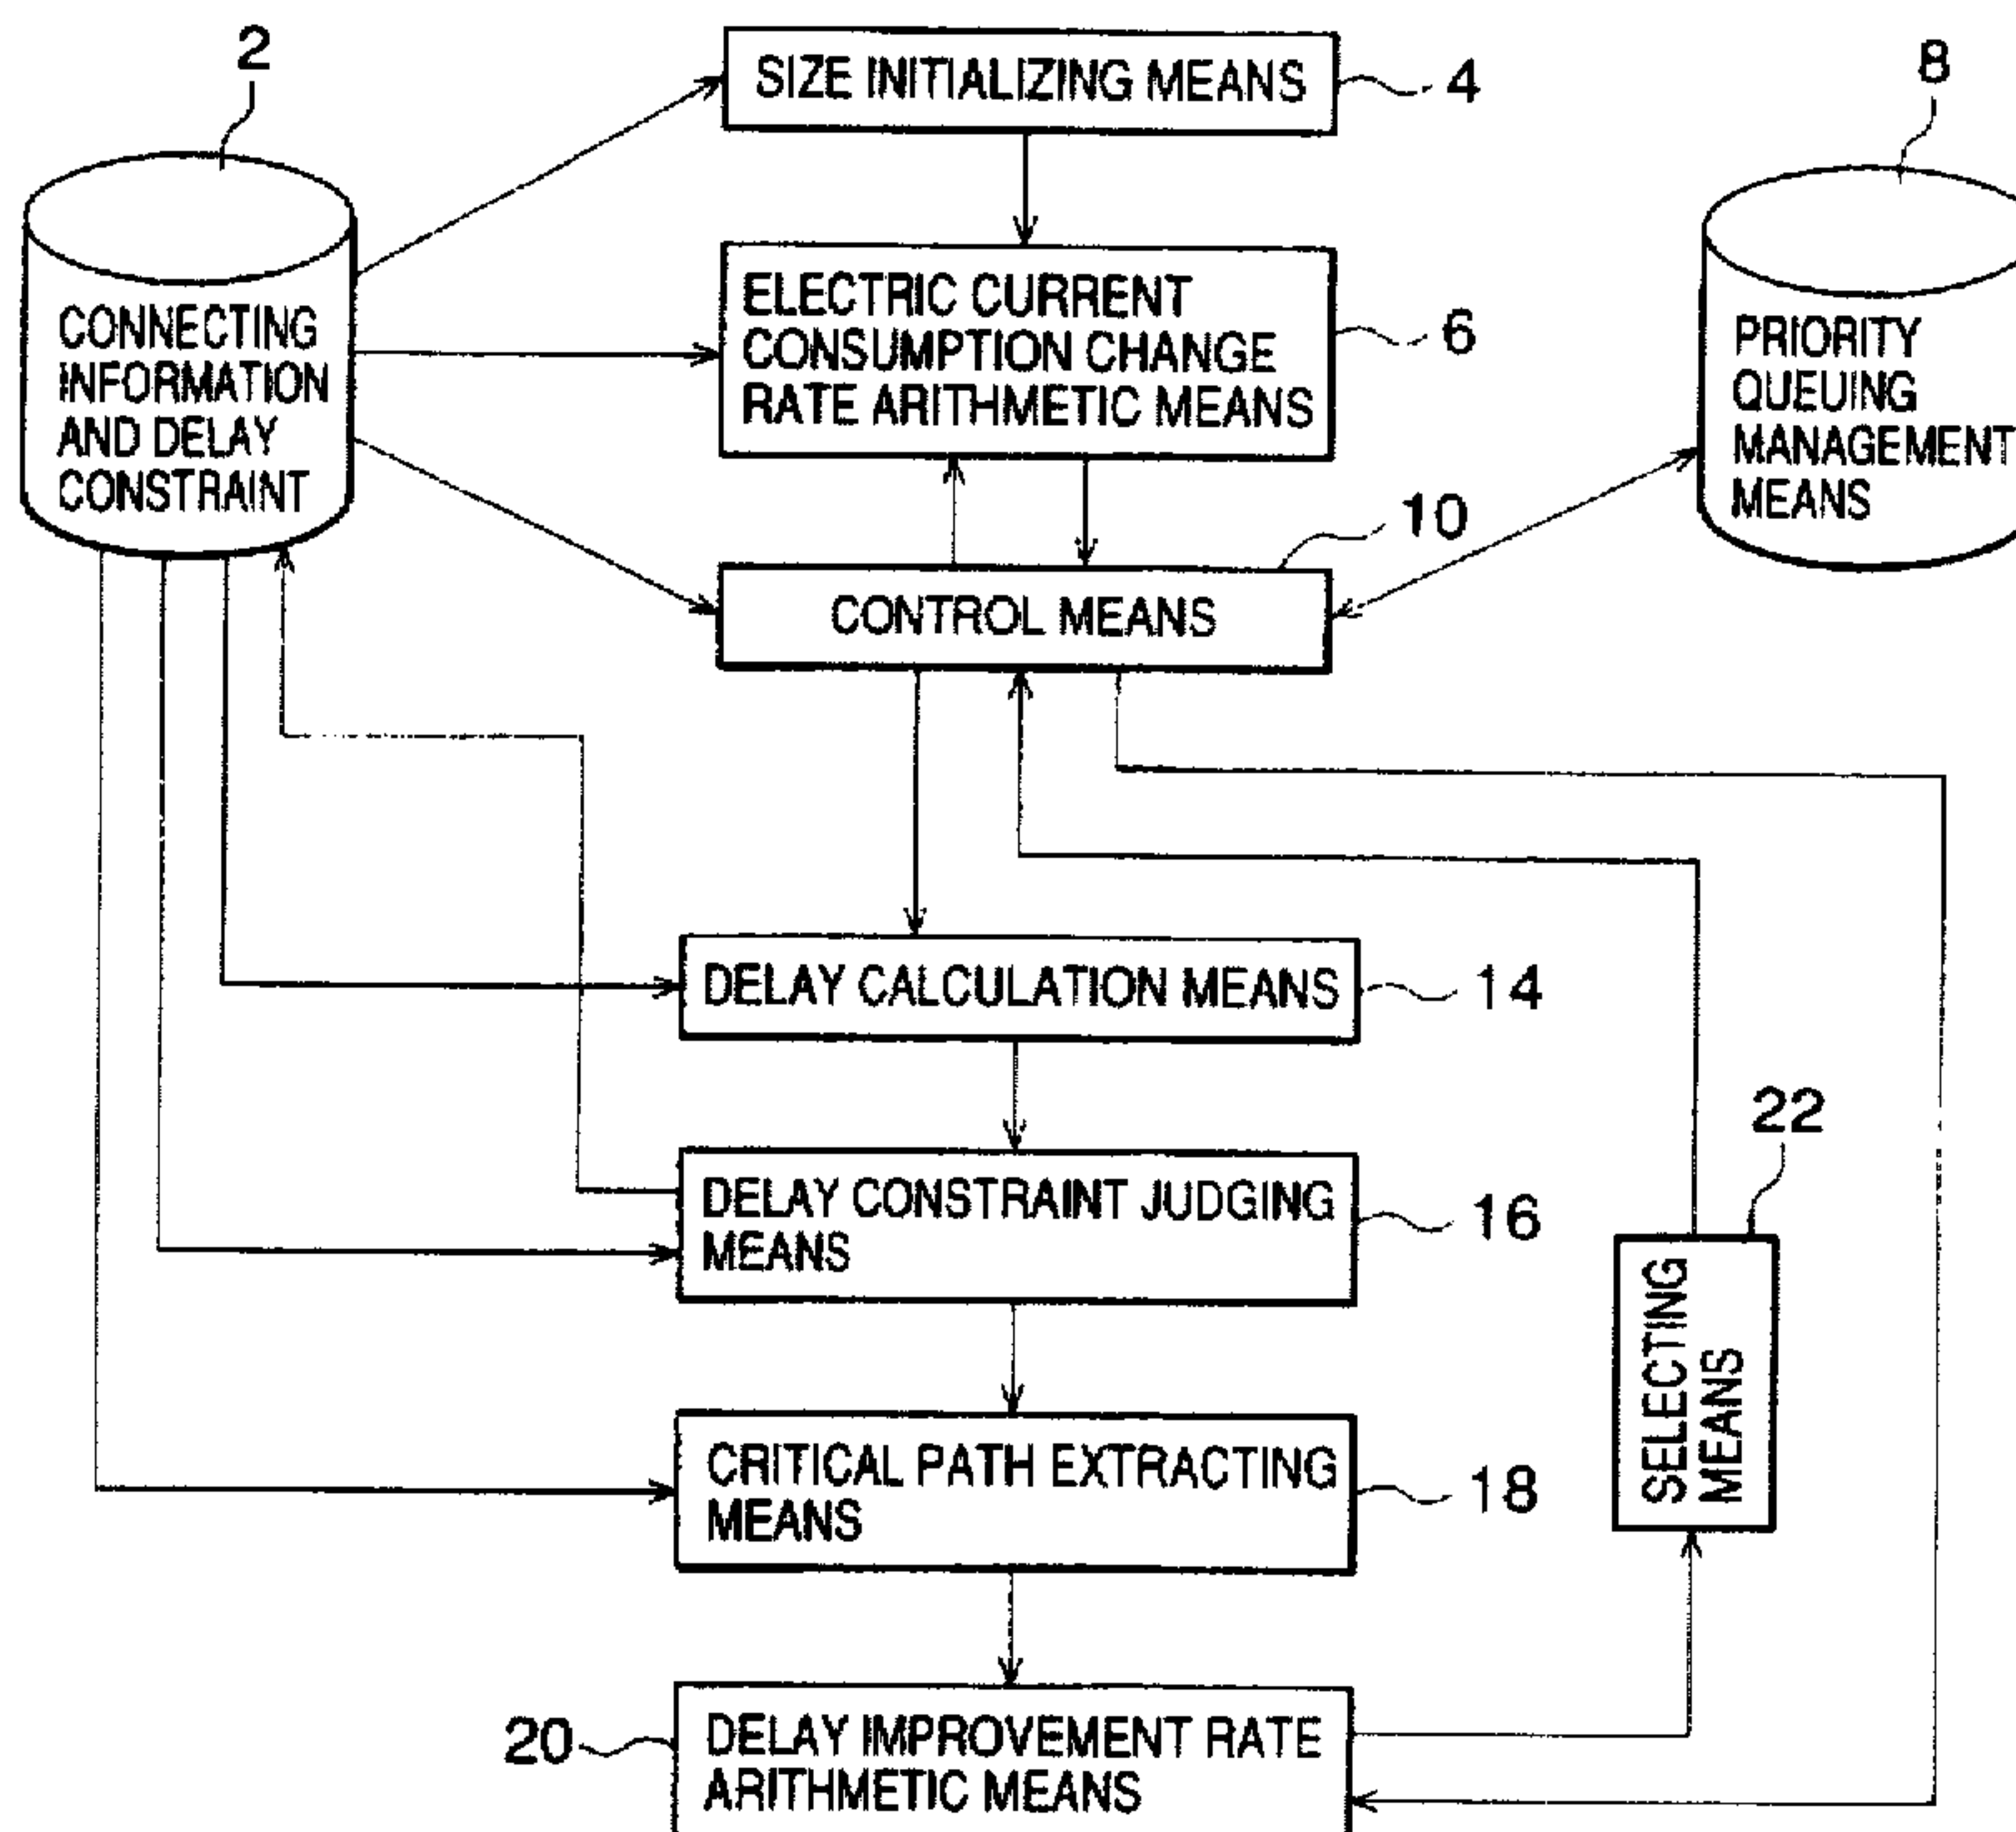 2
SIZE INITIALIZING MEANS
4
8
CONNECTING
INFORMATION
AND DELAY
CONSTRAINT
ELECTRIC CURRENT
CONSUMPTION CHANGE
RATE ARITHMETIC MEANS
6
PRIORITY
QUEUING
MANAGEMENT
MEANS
10
CONTROL MEANS
DELAY CALCULATION MEANS
14
DELAY CONSTRAINT JUDGING
MEANS
16
22
SELECTING
MEANS
CRITICAL PATH EXTRACTING
MEANS
18
20
DELAY IMPROVEMENT RATE
ARITHMETIC MEANS